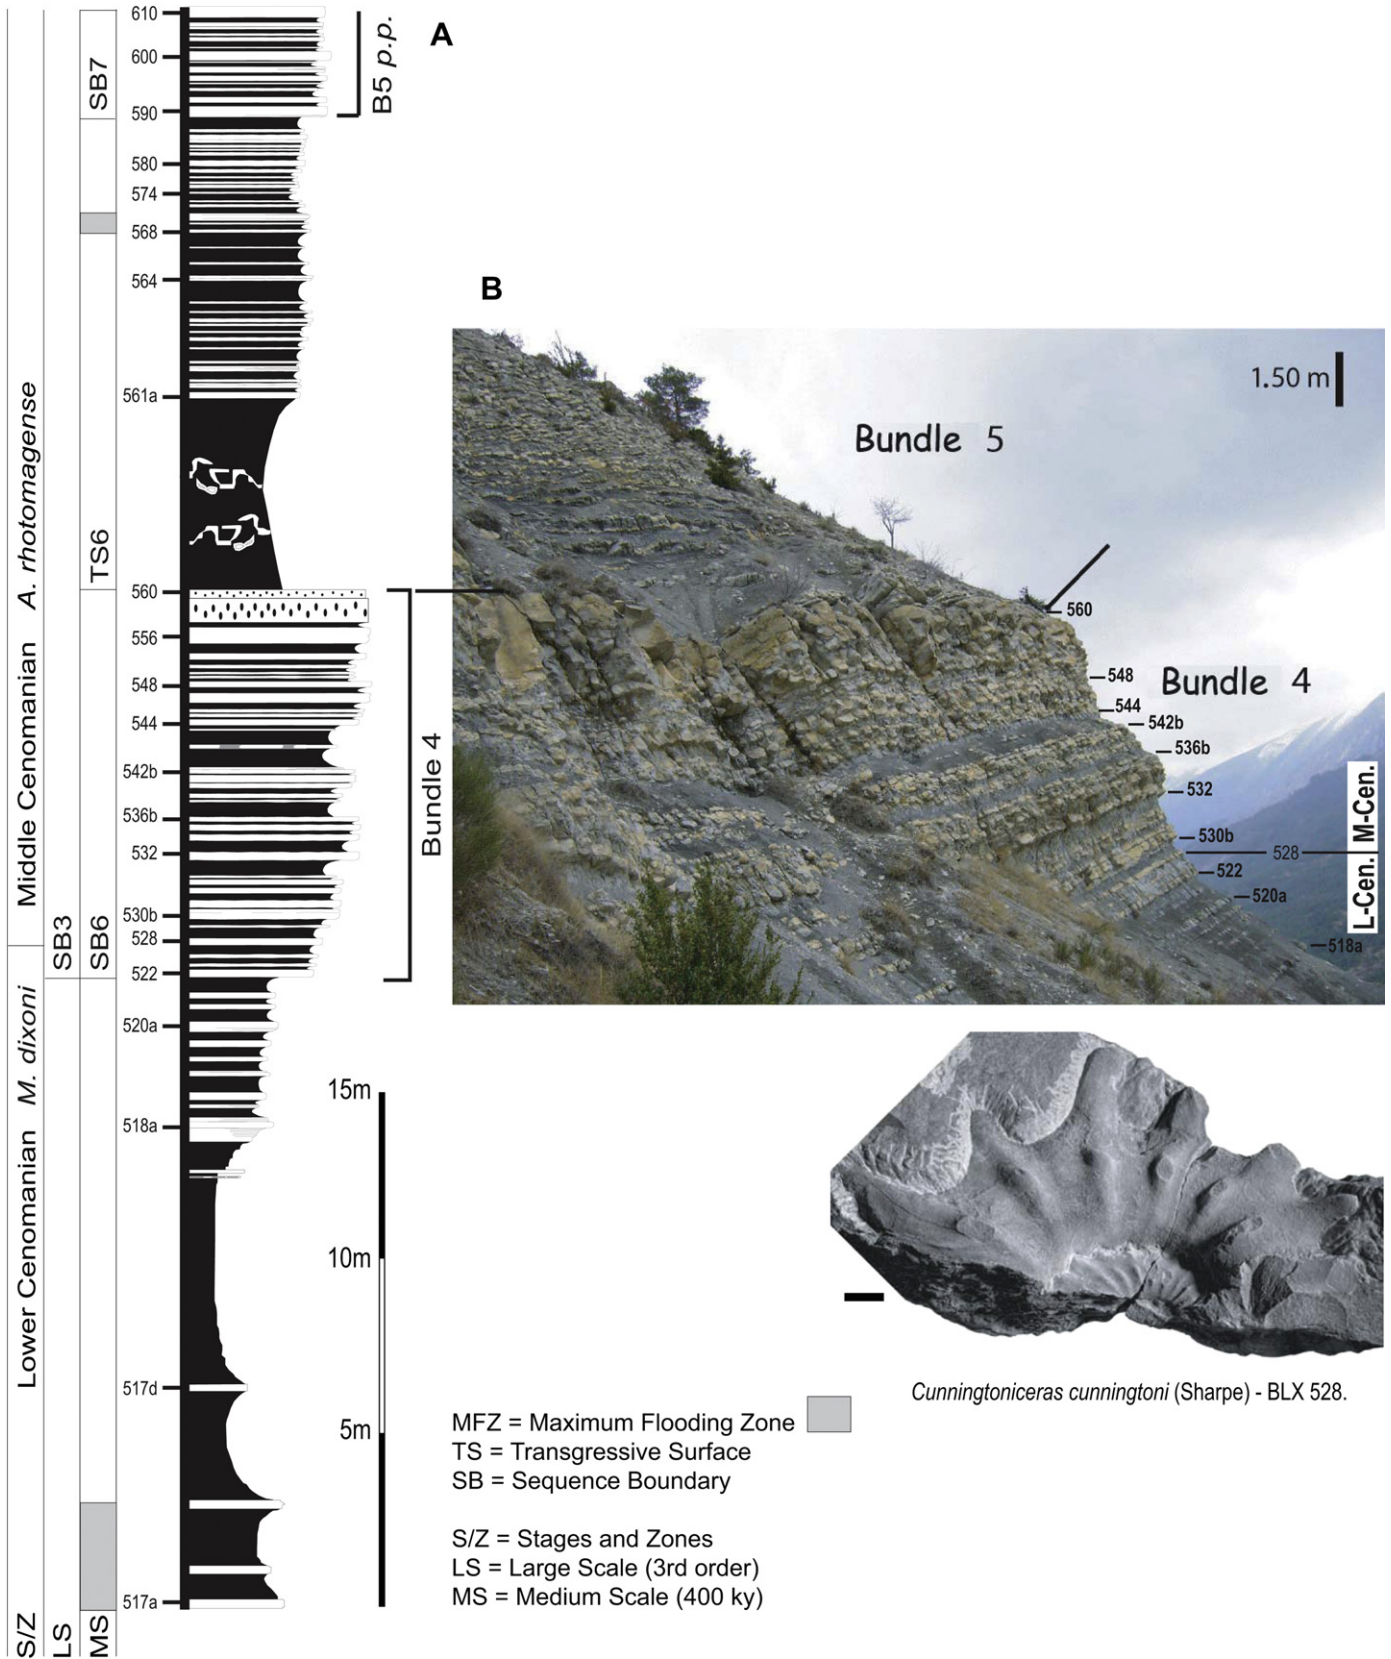 A
610
600
590
580
574
568
564
561a
560
556
548
544
542b
536b
532
530b
528
522
520a
518a
517d
517a
SB7
TS6
SB6
SB3
Middle Cenomanian A. rhotomagense
Lower Cenomanian M. dixoni
S/Z
LS
MS
B5 p.p.
Bundle 4
15m
10m
5m
B
1.50 m
Bundle 5
Bundle 4
560
548
544
542b
536b
532
530b
528
522
520a
518a
L-Cen. M-Cen.
Cunningtoniceras cunningtoni (Sharpe) - BLX 528.
MFZ = Maximum Flooding Zone
TS = Transgressive Surface
SB = Sequence Boundary
S/Z = Stages and Zones
LS = Large Scale (3rd order)
MS = Medium Scale (400 ky)